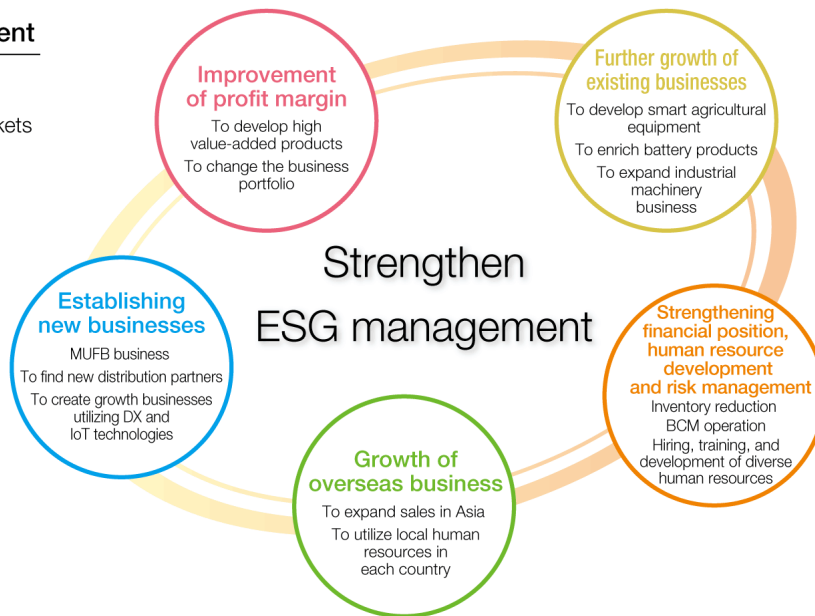 ent
kets
Improvement
of profit margin
To develop high
value-added products
To change the business
portfolio
Further growth of
existing businesses
To develop smart agricultural
equipment
To enrich battery products
To expand industrial
machinery
business
Strengthen
ESG management
Establishing
new businesses
MUFB business
To find new distribution partners
To create growth businesses
utilizing DX and
IoT technologies
Strengthening
financial position,
human resource
development
and risk management
Inventory reduction
BCM operation
Hiring, training, and
development of diverse
human resources
Growth of
overseas business
To expand sales in Asia
To utilize local human
resources in
each country